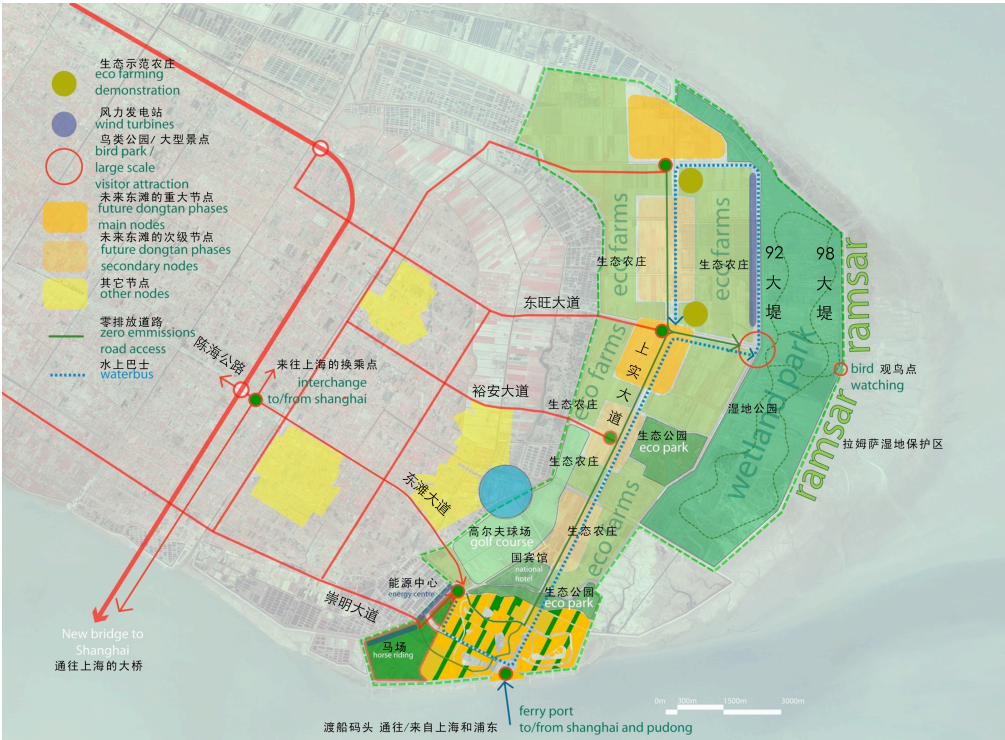 生态示范农庄
eco farming
demonstration
风力发电站
wind turbines
鸟类公园/ 大型景点
bird park /
large scale
visitor attraction
未来东滩的重大节点
future dongtan phases
main nodes
未来东滩的次级节点
future dongtan phases
secondary nodes
其它节点
other nodes
零排放道路
zero emmissions
road access
水上巴士
waterbus
陈海公路
来往上海的换乘点
interchange
to/from shanghai
东旺大道
裕安大道
东滩大道
崇明大道
上实大道
eco farms
生态农庄
eco farms
生态农庄
92大堤
98大堤
ramsar
eco farms
生态农庄
生态农庄
生态公园
eco park
湿地公园
wetland park
bird 观鸟点
watching
拉姆萨湿地保护区
ramsar
高尔夫球场
golf course
生态农庄
eco farms
国宾馆
national
hotel
生态公园
eco park
能源中心
energy centre
马场
horse riding
New bridge to
Shanghai
通往上海的大桥
0m 300m 1500m 3000m
ferry port
渡船码头 通往/来自上海和浦东
to/from shanghai and pudong